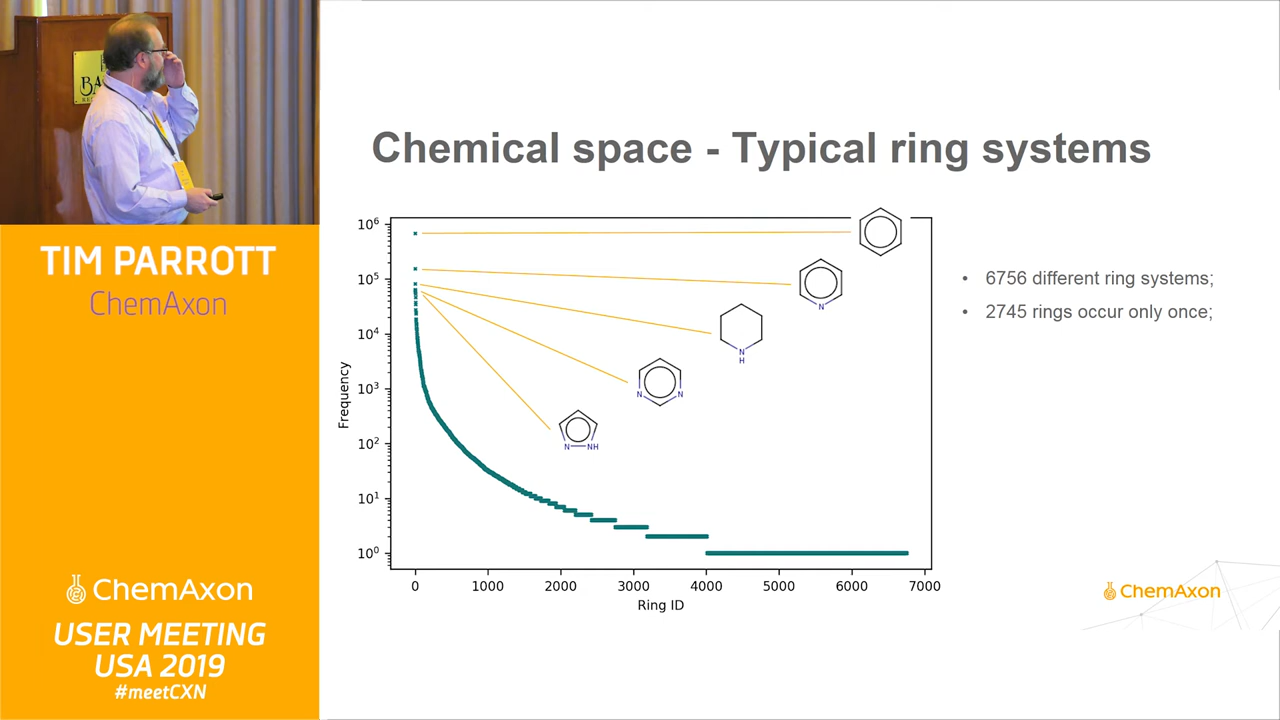 Chemical space - Typical ring systems
10⁶
10⁵
10⁴
10³
10²
10¹
10⁰
Frequency
0 1000 2000 3000 4000 5000 6000 7000
Ring ID
N
N
H
N N
N NH
• 6756 different ring systems;
• 2745 rings occur only once;
ChemAxon
TIM PARROTT
ChemAxon
ChemAxon
USER MEETING
USA 2019
#meetCXN